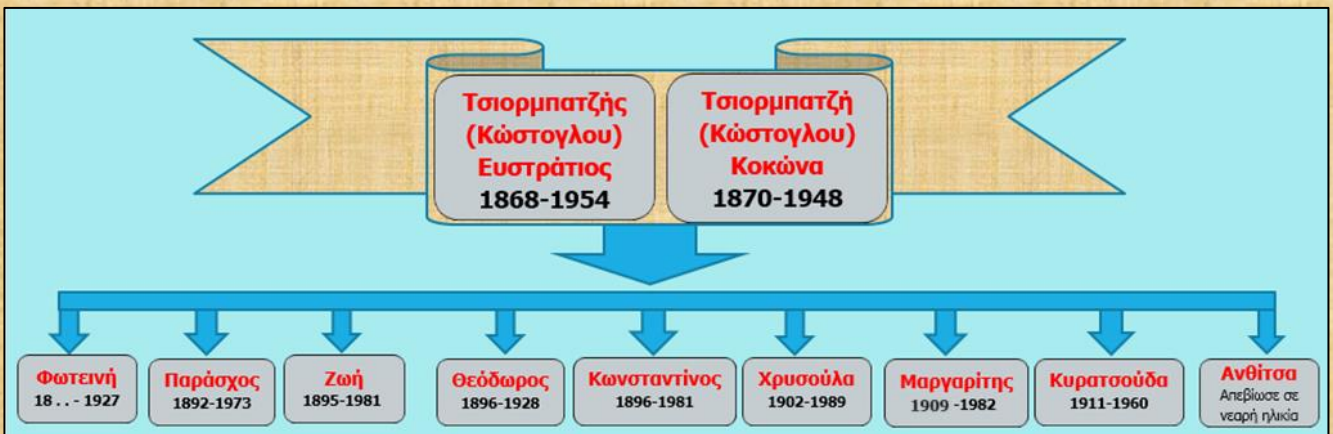 Τσιορμπατζής
(Κώστογλου)
Ευστράτιος
1868-1954
Τσιορμπατζή
(Κώστογλου)
Κοκώνα
1870-1948
Φωτεινή
18 . . - 1927
Παράσχος
1892-1973
Ζωή
1895-1981
Θεόδωρος
1896-1928
Κωνσταντίνος
1896-1981
Χρυσούλα
1902-1989
Μαργαρίτης
1909 -1982
Κυρατσούδα
1911-1960
Ανθίτσα
Απεβίωσε σε
νεαρή ηλικία